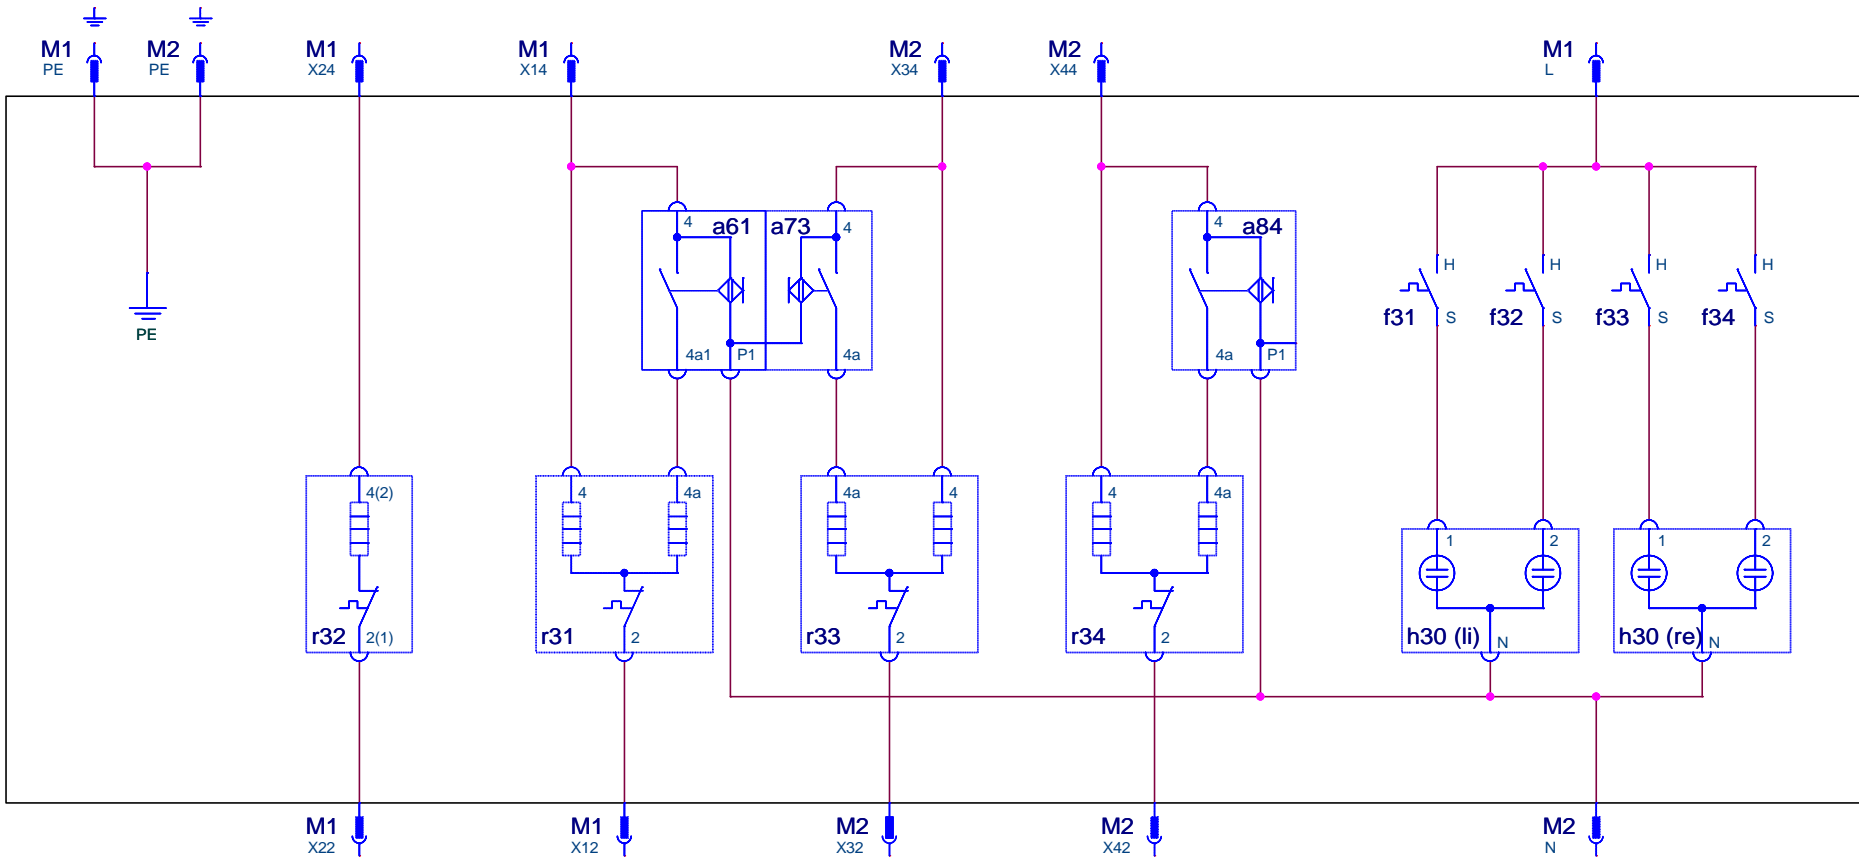 M1 M2 M1 M1 M2 M2 M1
PE PE X24 X14 X34 X44 L
4 a61 a73 4 4 a84
H H H H
f31 S f32 S f33 S f34 S
PE
4a1 P1 4a 4a P1
4(2) 4 4a 4a 4 4 4a
1 2 1 2
r32 2(1) r31 2 r33 2 r34 2 h30 (li) N h30 (re) N
M1 M1 M2 M2 M2
X22 X12 X32 X42 N